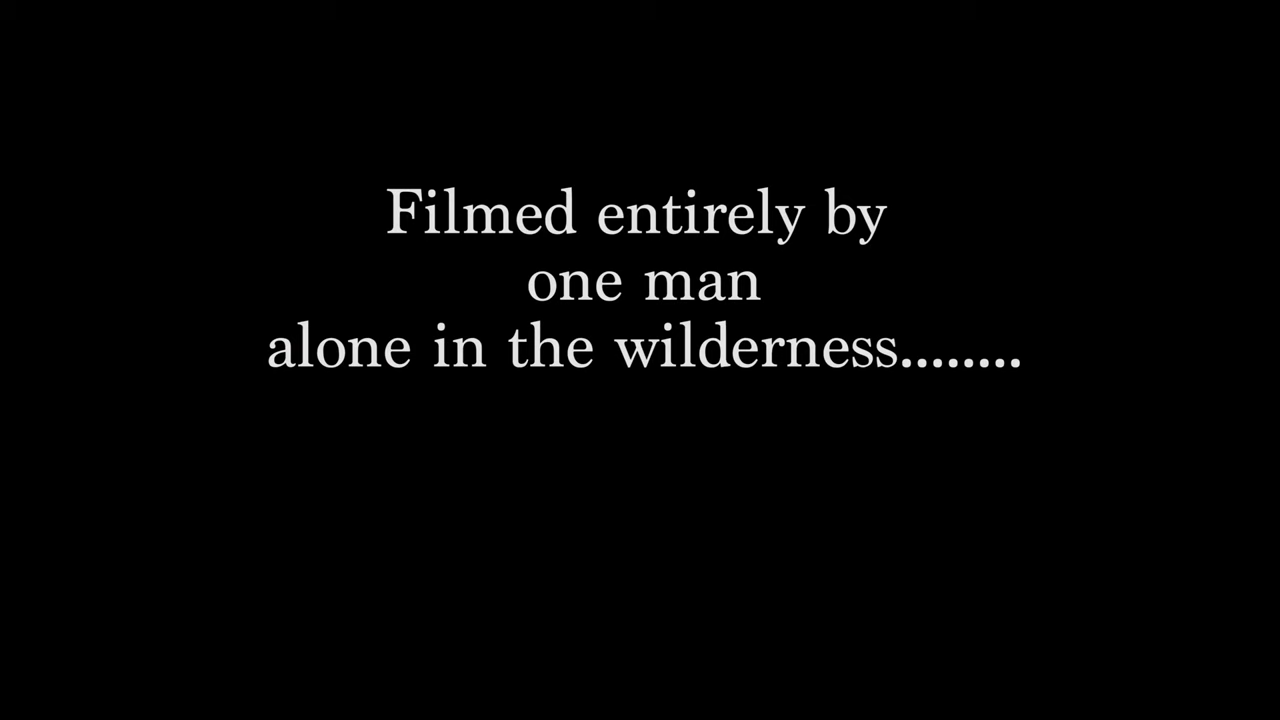 Filmed entirely by
one man
alone in the wilderness........